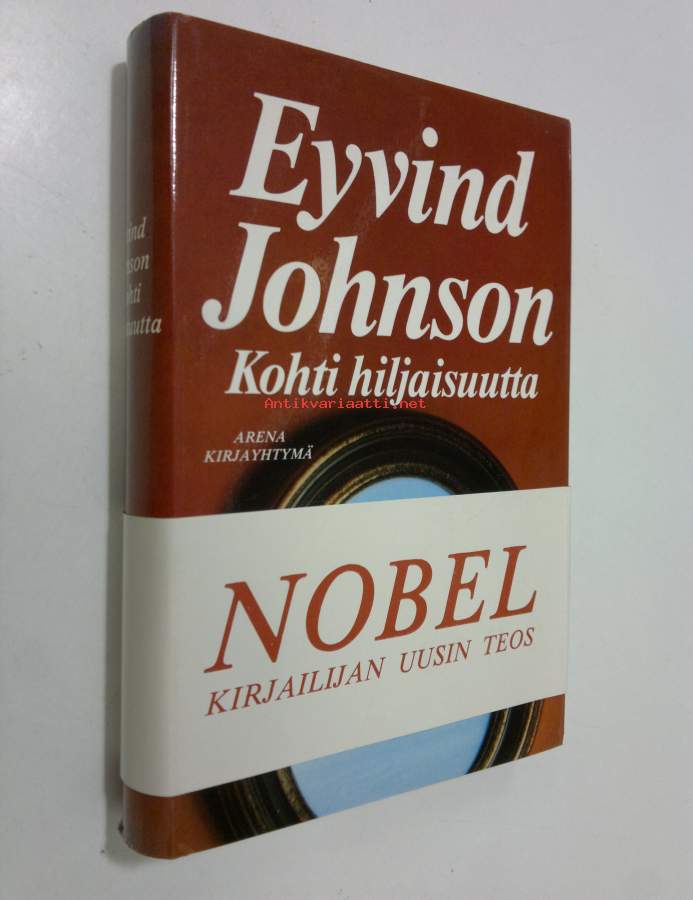 Eyvind
Johnson
Kohti hiljaisuutta
Antikvariaatti.net
ARENA
KIRJAYHTYMÄ
NOBEL
KIRJAILIJAN UUSIN TEOS